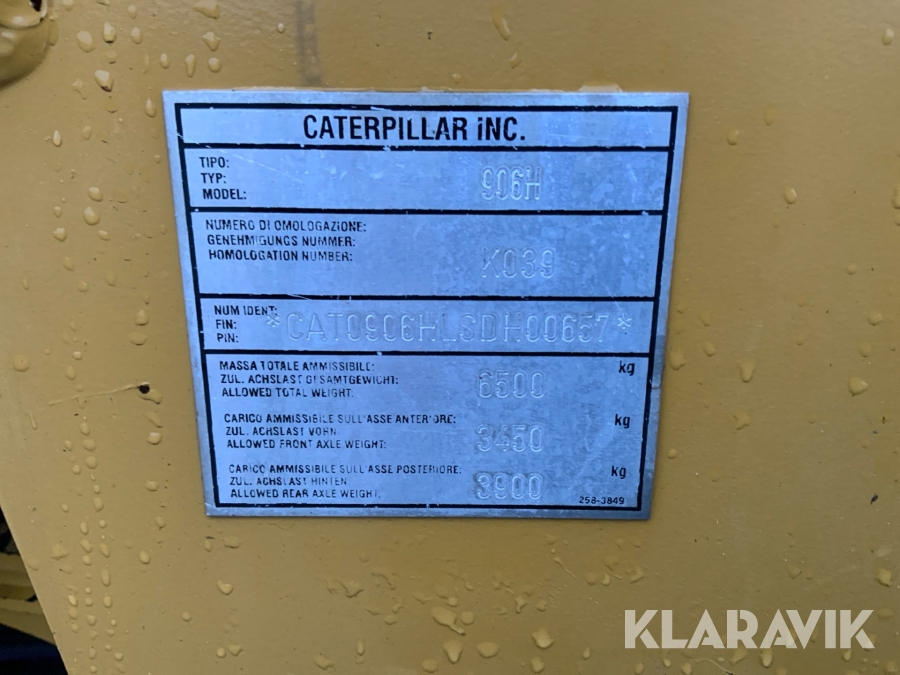 CATERPILLAR iNC.
TIPO:
TYP:
MODEL:
906H
NUMERO DI OMOLOGAZIONE:
GENEHMIGUNGS NUMMER:
HOMOLOGATION NUMBER:
K039
NUM IDENT:
FIN:
PIN:
*CAT0906HLSDH00657*
MASSA TOTALE AMMISSIBILE:
ZUL. ACHSLAST GESAMTGEWICHT:
ALLOWED TOTAL WEIGHT:
6500 kg
CARICO AMMISSIBILE SULL'ASSE ANTERIORE:
ZUL. ACHSLAST VORN:
ALLOWED FRONT AXLE WEIGHT:
3450 kg
CARICO AMMISSIBILE SULL'ASSE POSTERIORE:
ZUL. ACHSLAST HINTEN
ALLOWED REAR AXLE WEIGHT:
3900 kg
258-3849
KLARAVIK